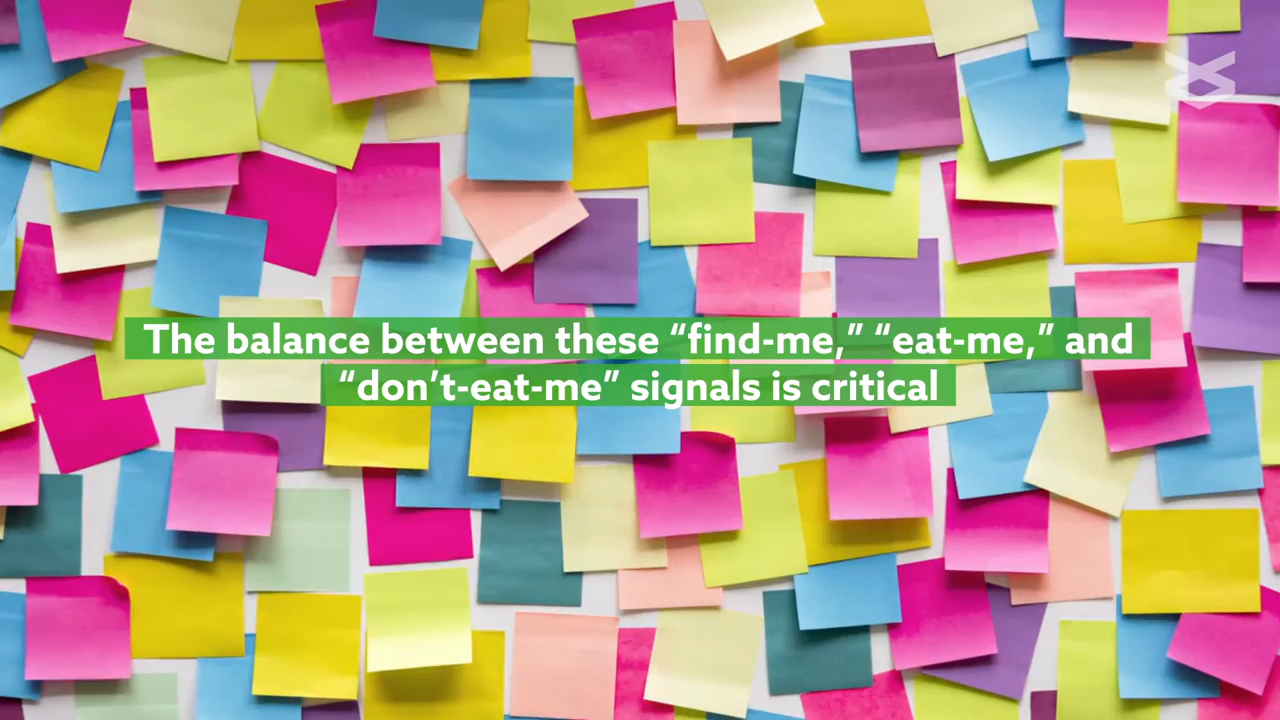 The balance between these “find-me,” “eat-me,” and
“don’t-eat-me” signals is critical